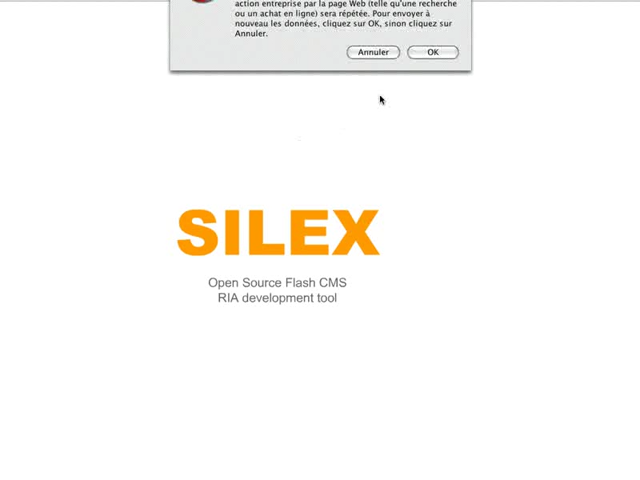 action entreprise par la page Web (telle qu'une recherche
ou un achat en ligne) sera répétée. Pour envoyer à
nouveau les données, cliquez sur OK, sinon cliquez sur
Annuler.
Annuler OK
SILEX
Open Source Flash CMS
RIA development tool